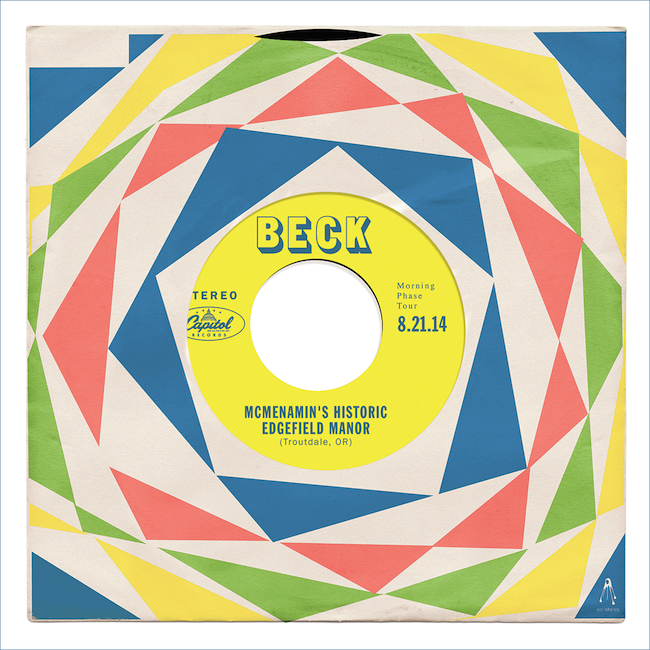 BECK
TEREO
Capitol
RECORDS
Morning
Phase
Tour
8.21.14
MCMENAMIN'S HISTORIC
EDGEFIELD MANOR
(Troutdale, OR)